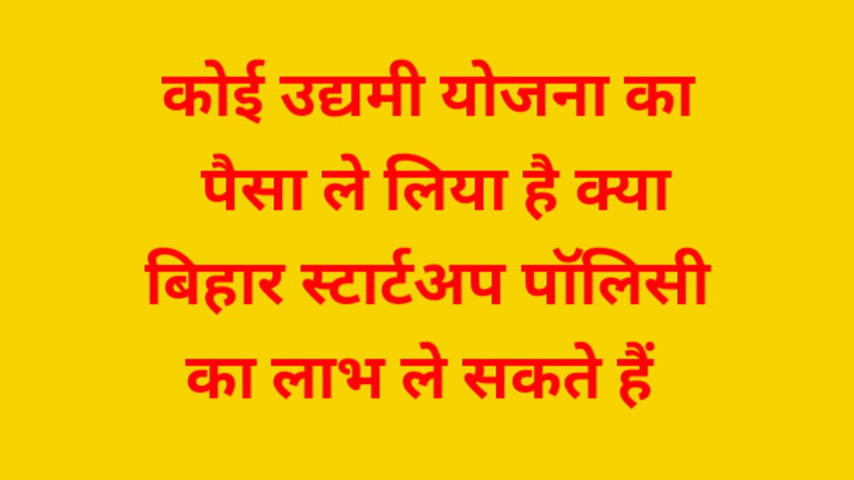 कोई उद्यमी योजना का
पैसा ले लिया है क्या
बिहार स्टार्टअप पॉलिसी
का लाभ ले सकते हैं